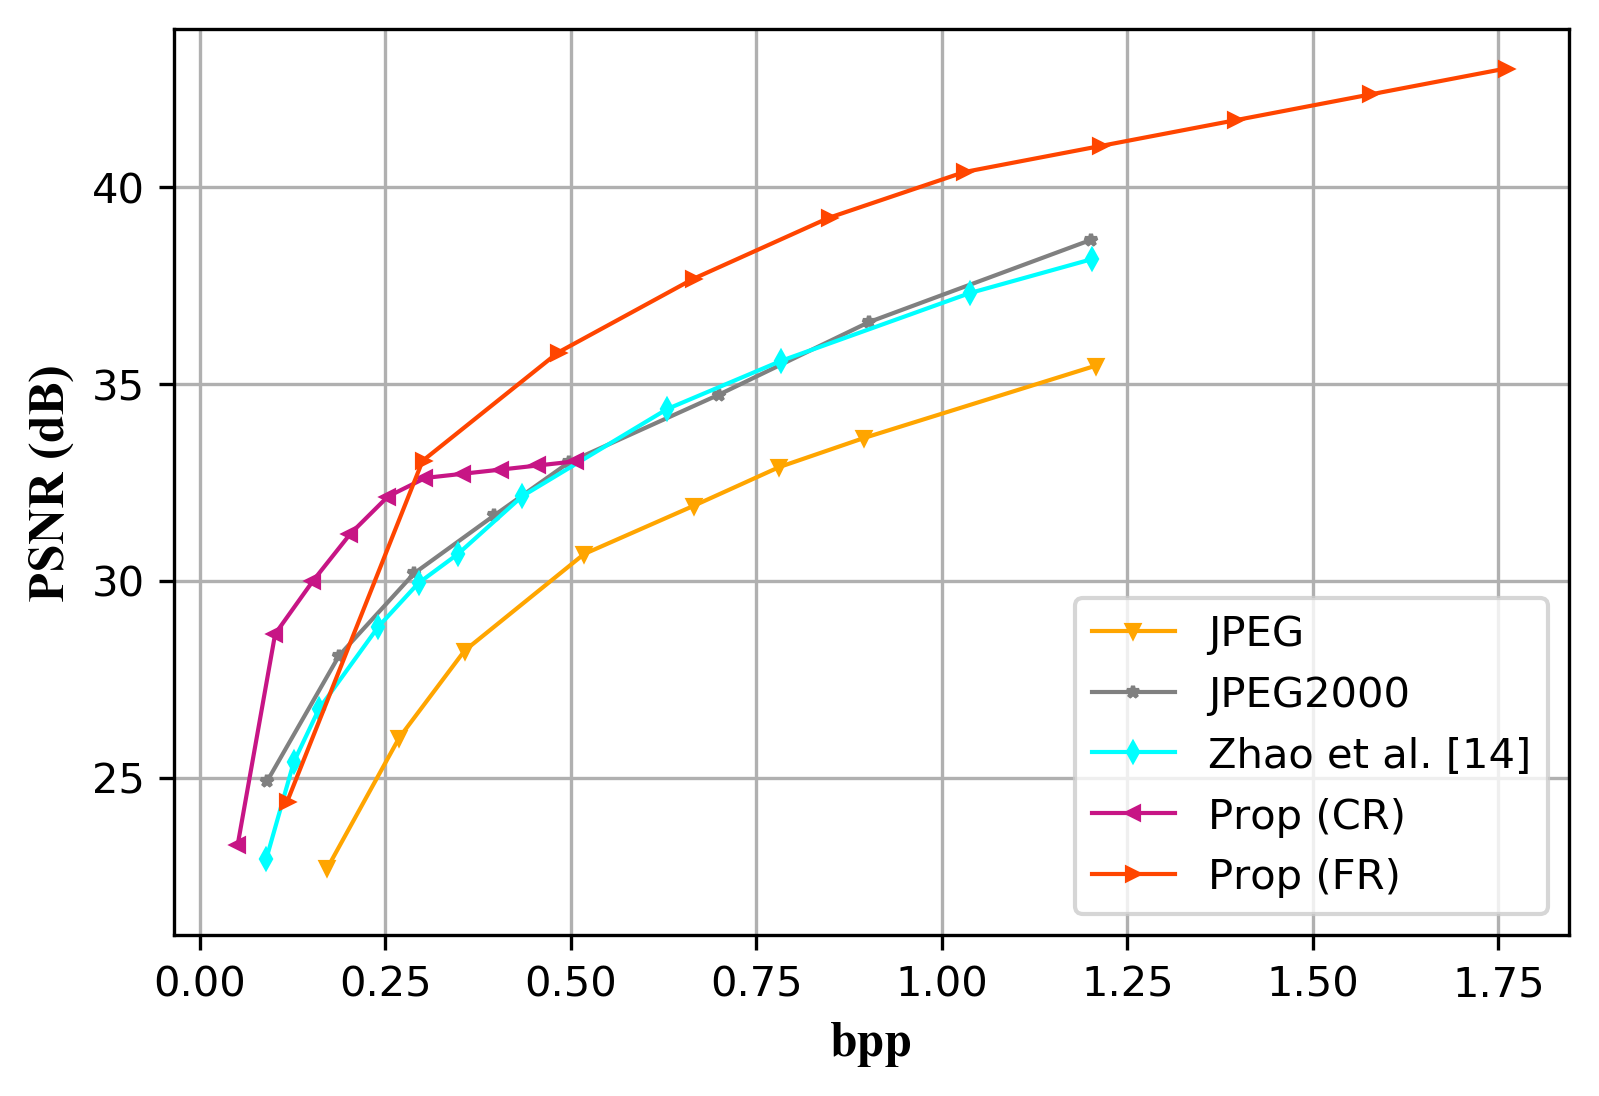 PSNR (dB)
40
35
30
25
0.00 0.25 0.50 0.75 1.00 1.25 1.50 1.75
bpp
JPEG
JPEG2000
Zhao et al. [14]
Prop (CR)
Prop (FR)